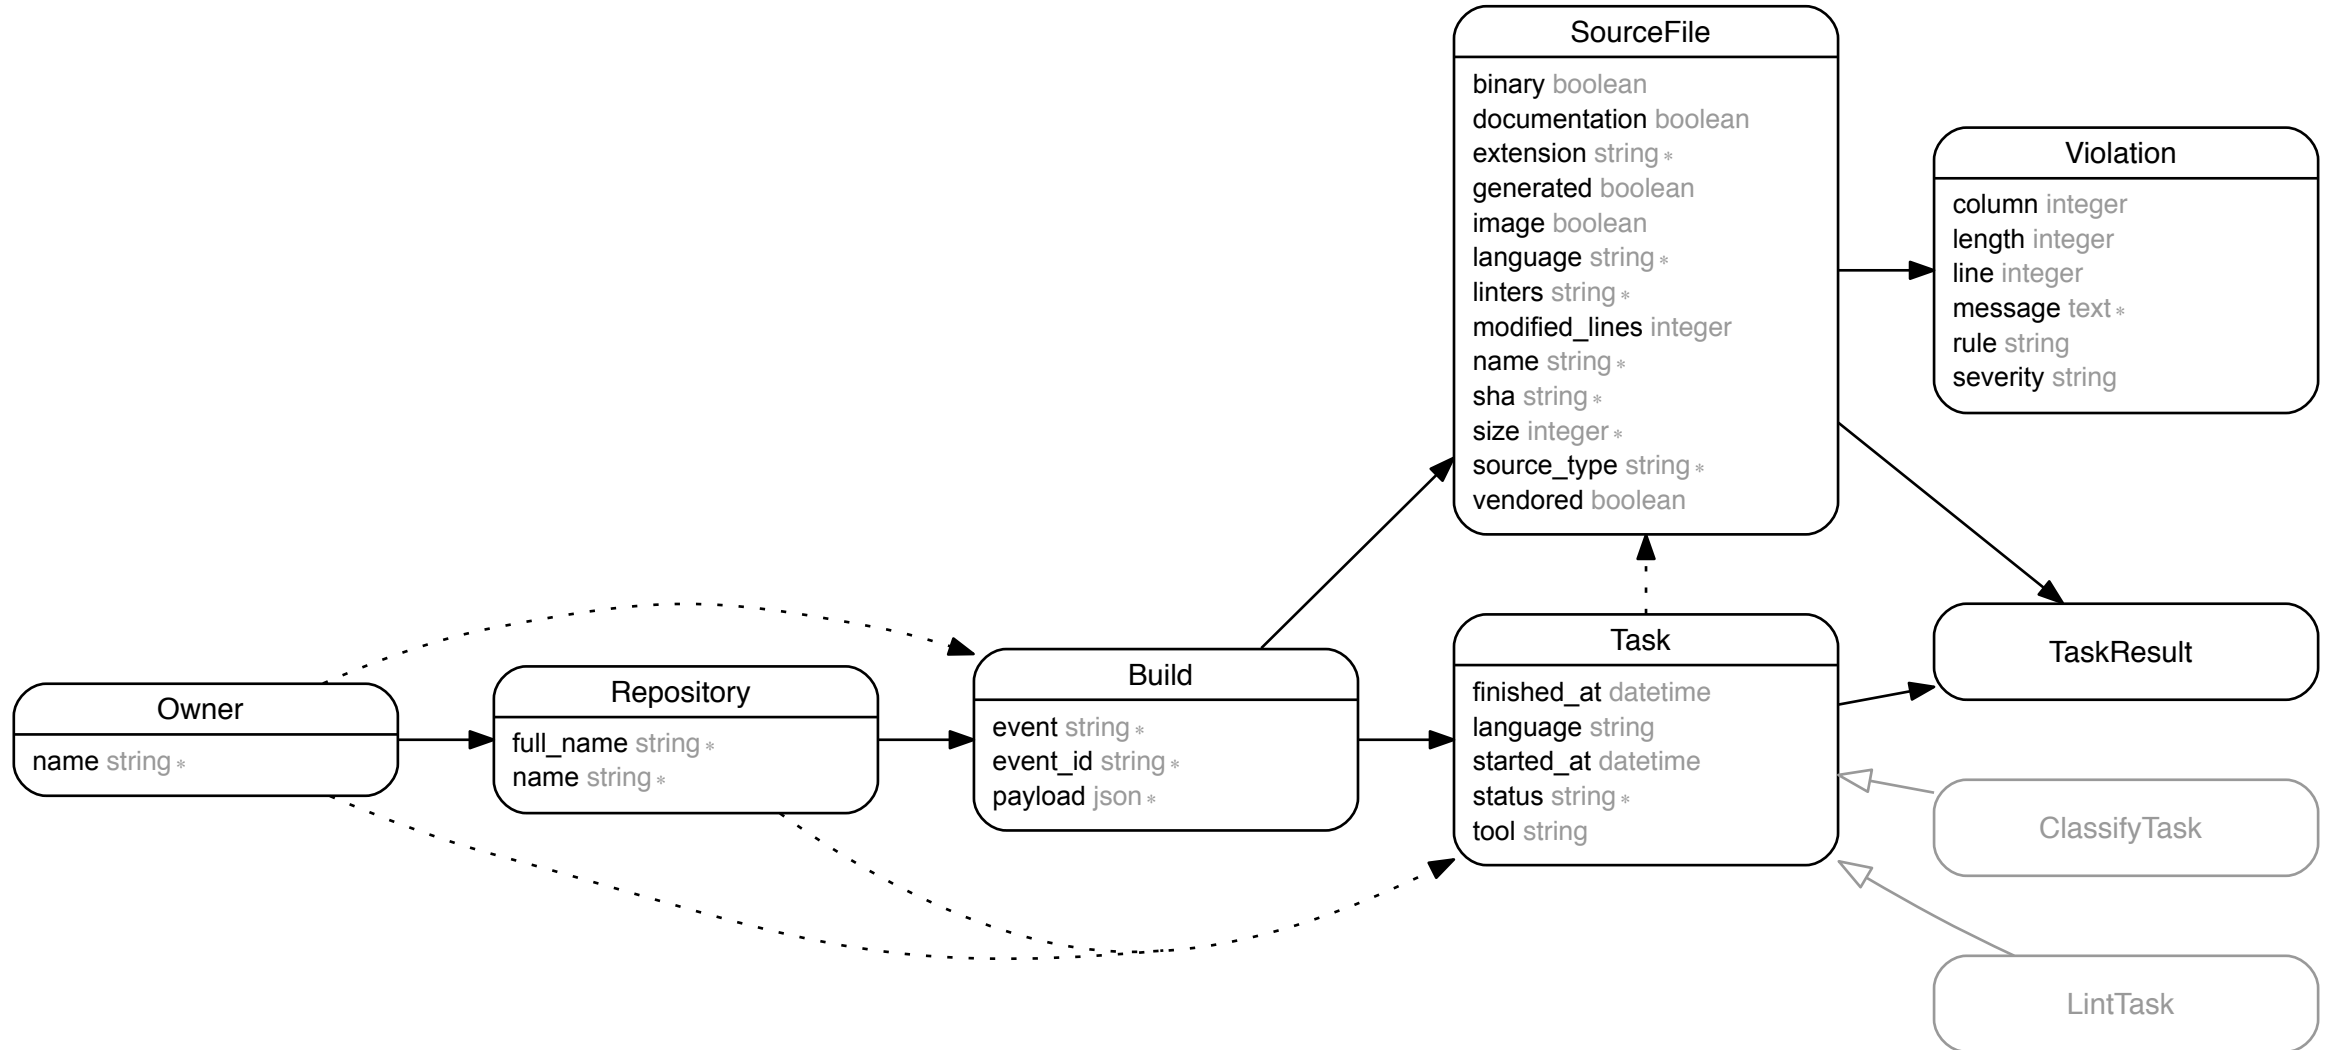 SourceFile
binary boolean
documentation boolean
extension string *
generated boolean
image boolean
language string *
linters string *
modified_lines integer
name string *
sha string *
size integer *
source_type string *
vendored boolean
Violation
column integer
length integer
line integer
message text *
rule string
severity string
Owner
name string *
Repository
full_name string *
name string *
Build
event string *
event_id string *
payload json *
Task
finished_at datetime
language string
started_at datetime
status string *
tool string
TaskResult
ClassifyTask
LintTask